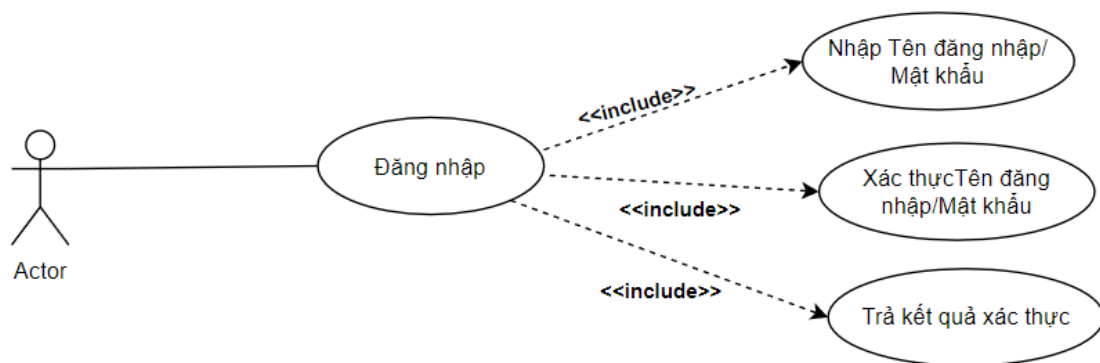 Nhập Tên đăng nhập/
Mật khẩu
<<include>>
Đăng nhập
Xác thựcTên đăng
nhập/Mật khẩu
<<include>>
Actor
<<include>>
Trả kết quả xác thực